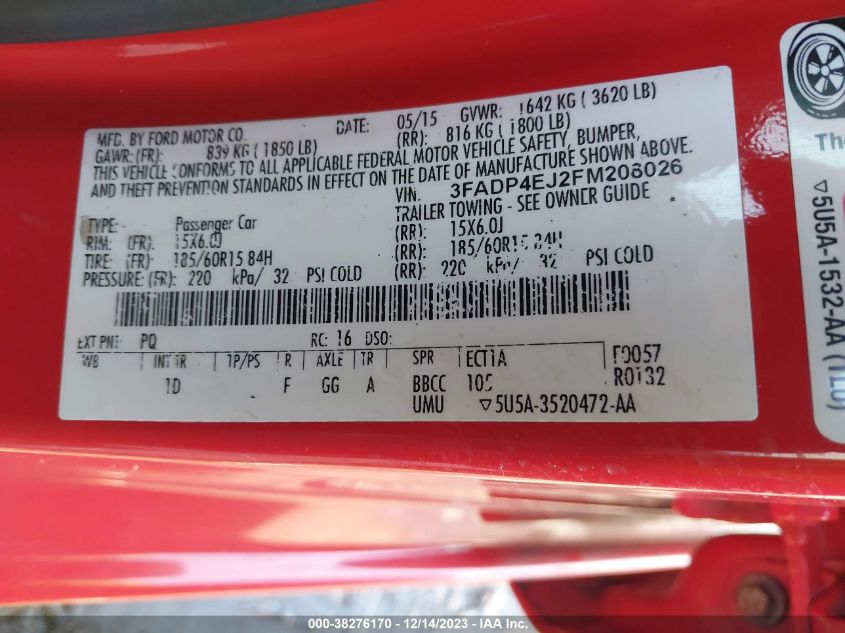 MFD. BY FORD MOTOR CO. DATE: 05/15 GVWR: 1642 KG ( 3620 LB)
GAWR: (FR): 839 KG ( 1850 LB) (RR): 816 KG ( 1800 LB)
THIS VEHICLE CONFORMS TO ALL APPLICABLE FEDERAL MOTOR VEHICLE SAFETY, BUMPER,
AND THEFT PREVENTION STANDARDS IN EFFECT ON THE DATE OF MANUFACTURE SHOWN ABOVE.
VIN: 3FADP4EJ2FM208026
TYPE: Passenger Car TRAILER TOWING - SEE OWNER GUIDE
RIM: (FR): 15X6.0J (RR): 15X6.0J
TIRE: (FR): 185/60R15 84H (RR): 185/60R15 84H
PRESSURE: (FR): 220 kPa/ 32 PSI COLD (RR): 220 kPa/ 32 PSI COLD
EXT PNT: PQ RC: 16 DSO:
WB INT TR TP/PS R AXLE TR SPR ECT1A F0057
1D F GG A BBCC 105 R0132
UMU ▽5U5A-3520472-AA
The
▽5U5A-1532-AA
000-38276170 | 12/14/2023 - IAA Inc.